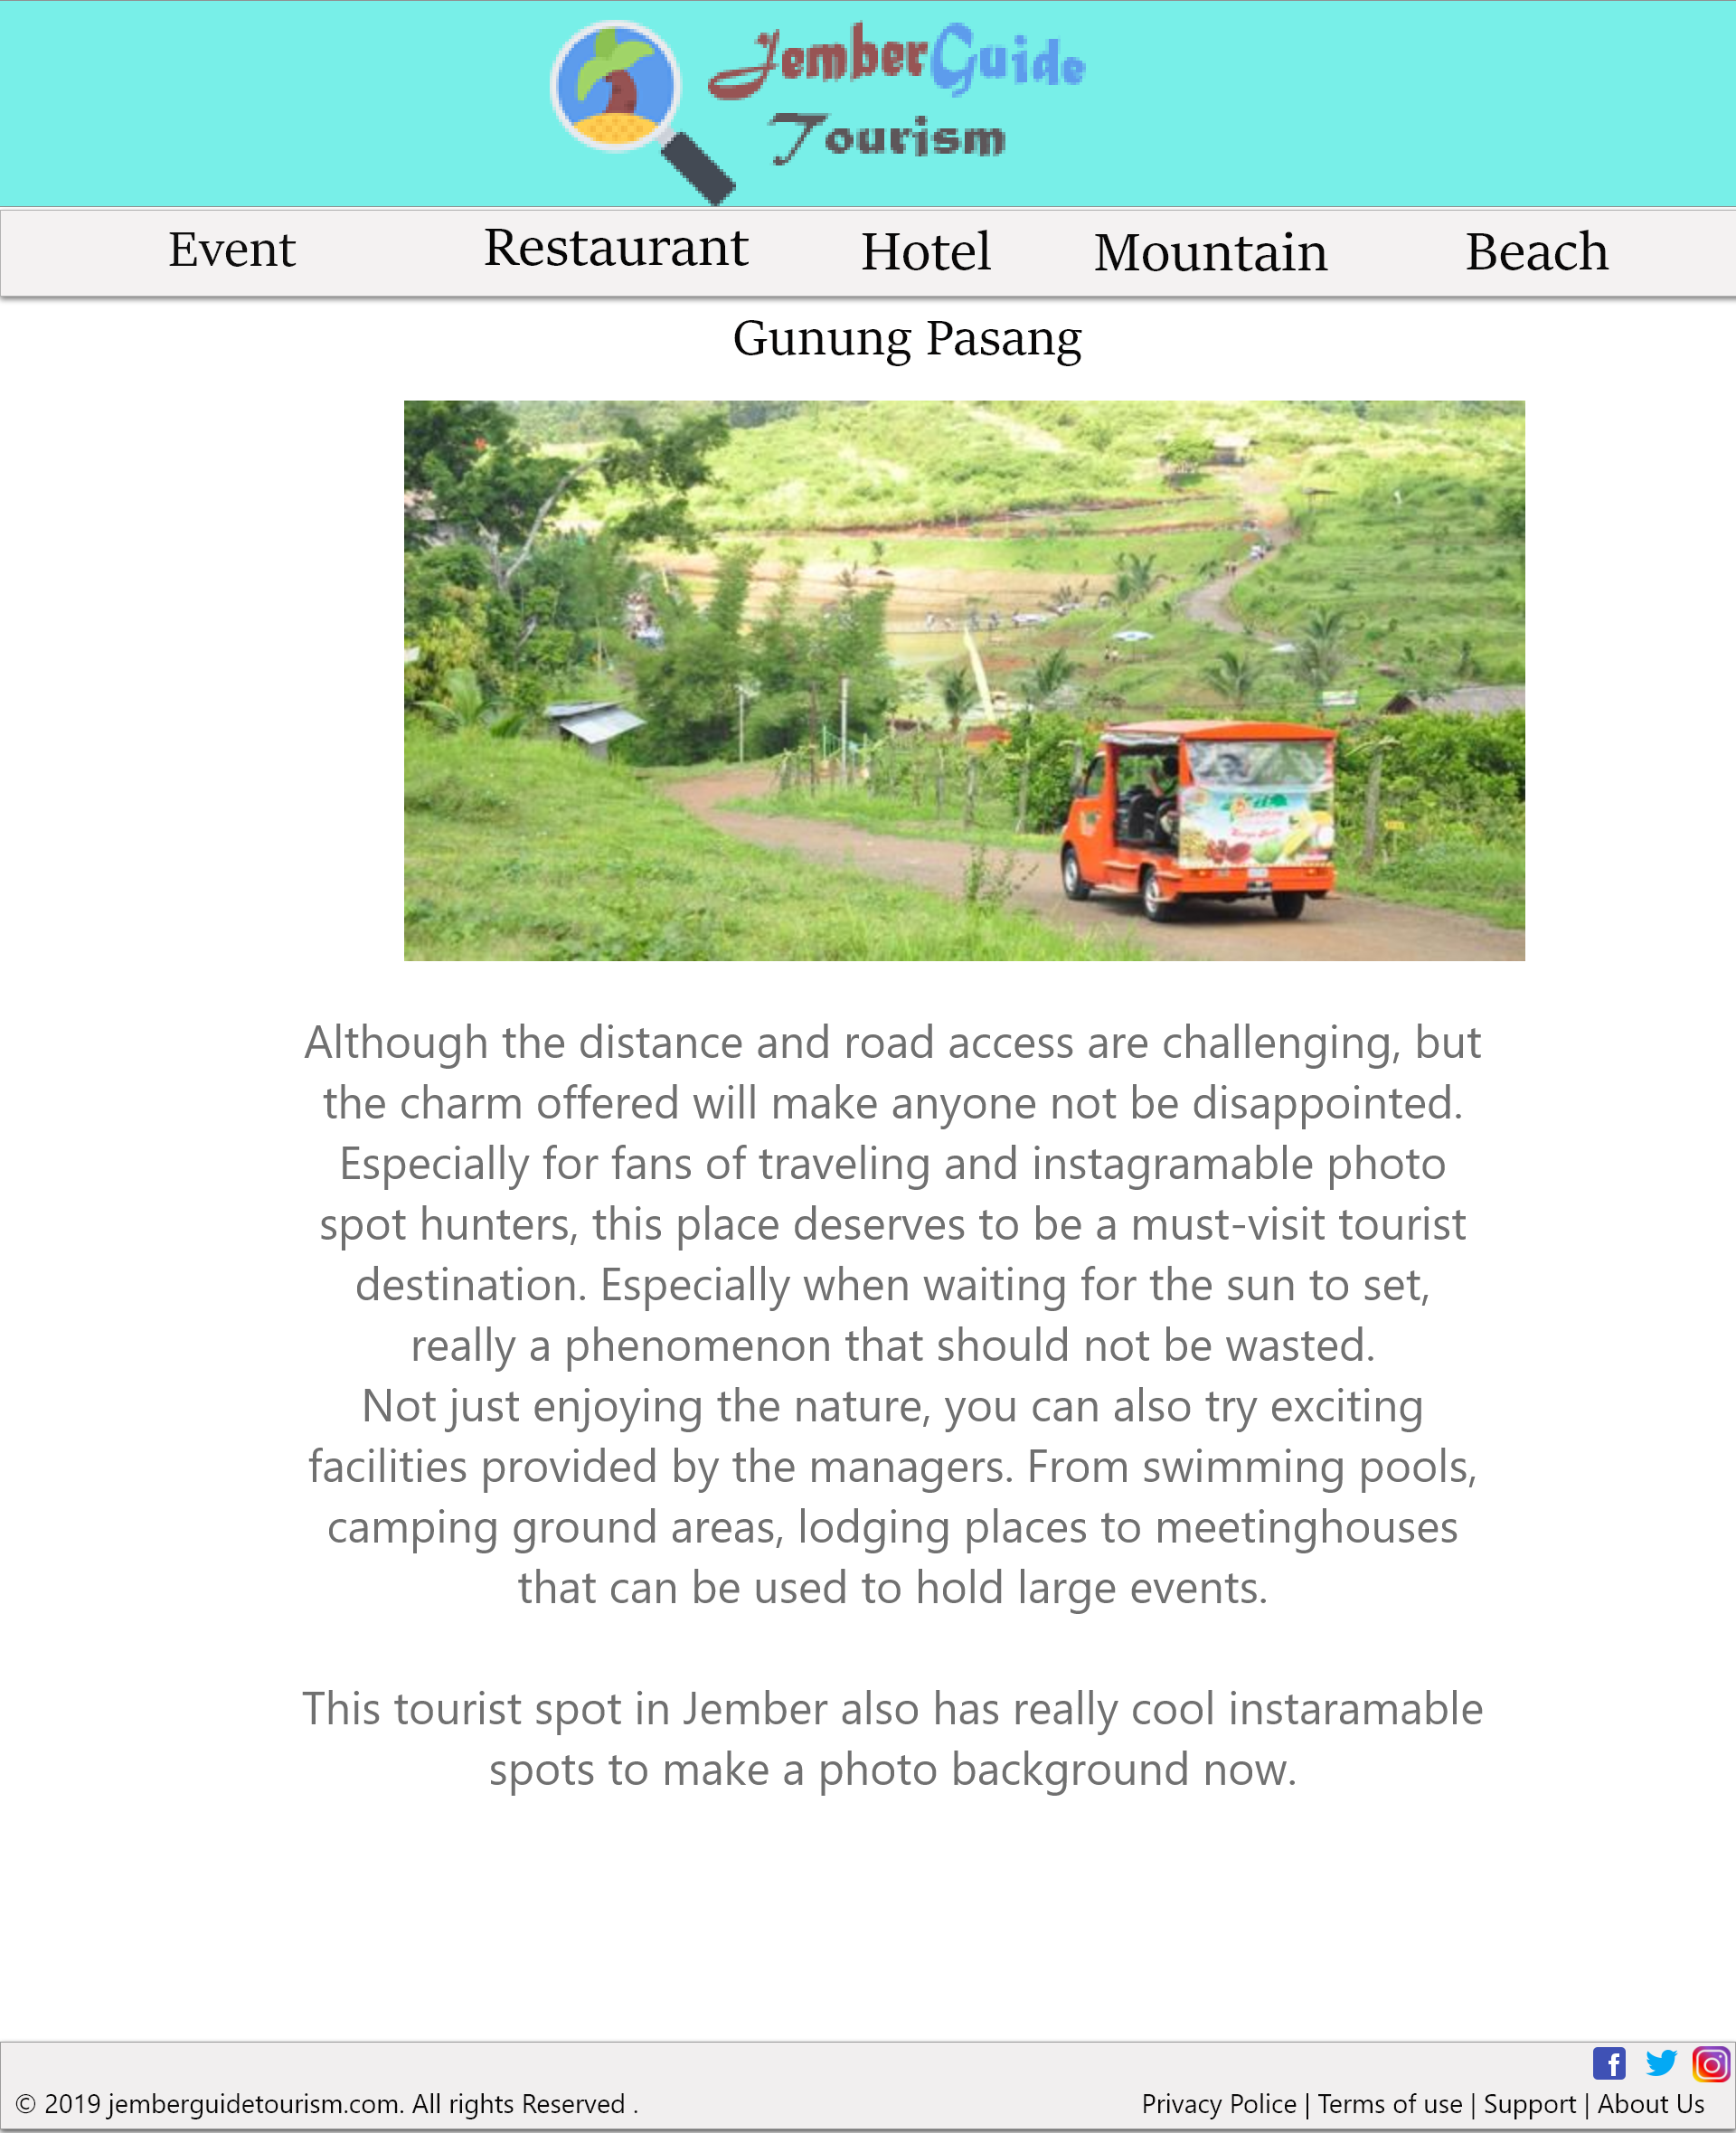 JemberGuide
Tourism
Event Restaurant Hotel Mountain Beach
Gunung Pasang
Although the distance and road access are challenging, but
the charm offered will make anyone not be disappointed.
Especially for fans of traveling and instagramable photo
spot hunters, this place deserves to be a must-visit tourist
destination. Especially when waiting for the sun to set,
really a phenomenon that should not be wasted.
Not just enjoying the nature, you can also try exciting
facilities provided by the managers. From swimming pools,
camping ground areas, lodging places to meetinghouses
that can be used to hold large events.
This tourist spot in Jember also has really cool instaramable
spots to make a photo background now.
© 2019 jemberguidetourism.com. All rights Reserved .
Privacy Police | Terms of use | Support | About Us